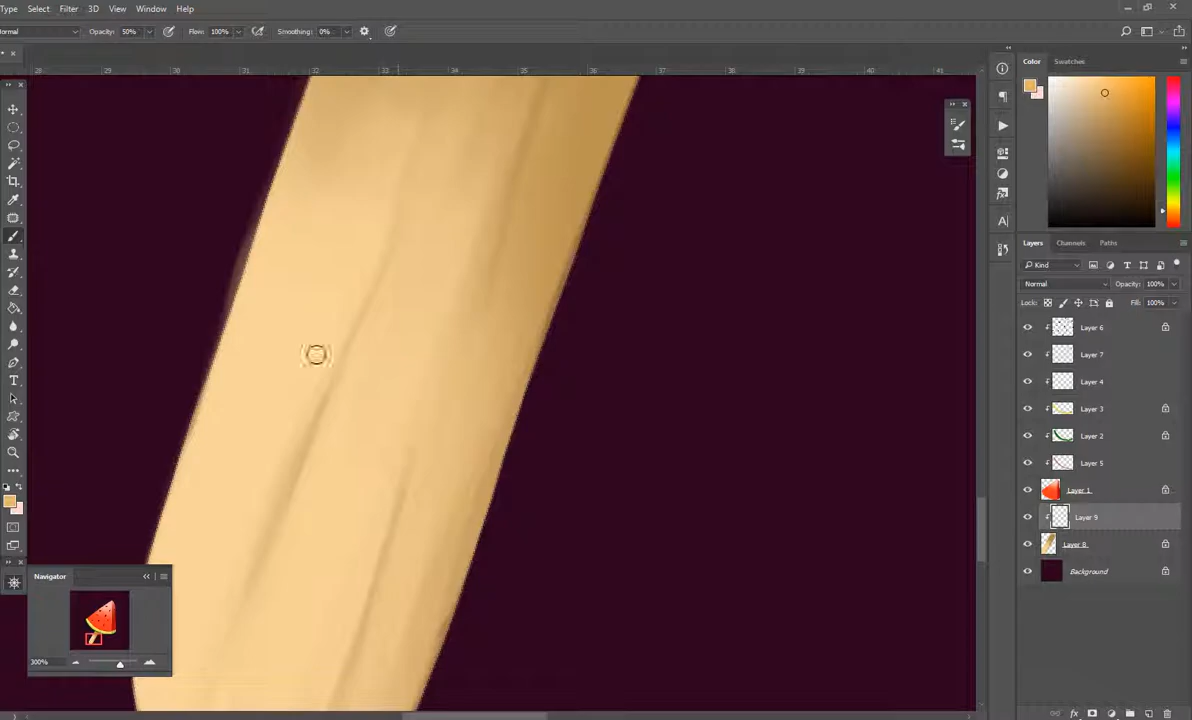 Type Select Filter 3D View Window Help
ormal Opacity: 50% Flow: 100% Smoothing: 0%
28 29 30 31 32 33 34 35 36 37 38 39 40 41
Color Swatches
Layers Channels Paths
Kind T
Normal Opacity: 100%
Lock: Fill: 100%
Layer 6
Layer 7
Layer 4
Layer 3
Layer 2
Layer 5
Layer 1
Layer 9
Layer 8
Background
Navigator
300%